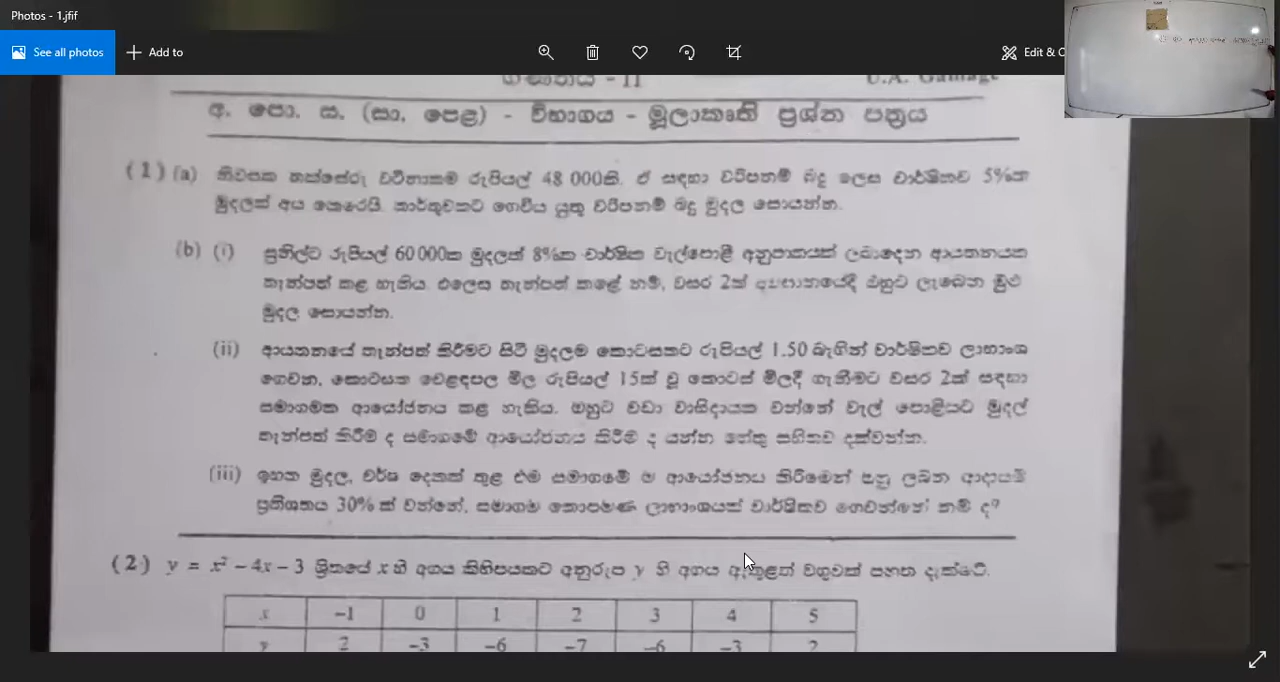 Photos - 1.jfif
See all photos
Add to
Edit & C
ගණිතය - II
U.A. Gamage
අ. පො. ස. (සා. පෙළ) - විභාගය - මූලාකෘති ප්‍රශ්න පත්‍රය
(1) (a) නිවසක තක්සේරු වටිනාකම රුපියල් 48 000කි. ඒ සඳහා වරිපනම් බදු ලෙස වාර්ෂිකව 5%ක
මුදලක් අය කෙරෙයි. කාර්තුවකට ගෙවිය යුතු වරිපනම් බදු මුදල සොයන්න.
(b) (i) සුනිල්ට රුපියල් 60 000ක මුදලක් 8%ක වාර්ෂික වැල්පොළී අනුපාතයක් ලබාදෙන ආයතනයක
තැන්පත් කළ හැකිය. එලෙස තැන්පත් කළේ නම්, වසර 2ක් අවසානයේදී ඔහුට ලැබෙන මුළු
මුදල සොයන්න.
(ii) ආයතනයේ තැන්පත් කිරීමට සිටි මුදලම කොටසකට රුපියල් 1.50 බැගින් වාර්ෂිකව ලාභාංශ
ගෙවන, කොටසක වෙළඳපල මිල රුපියල් 15ක් වූ කොටස් මිලදී ගැනීමට වසර 2ක් සඳහා
සමාගමක ආයෝජනය කළ හැකිය. ඔහුට වඩා වාසිදායක වන්නේ වැල් පොළියට මුදල්
තැන්පත් කිරීම ද සමාගමේ ආයෝජනය කිරීම ද යන්න හේතු සහිතව දක්වන්න.
(iii) ඉහත මුදල, වර්ෂ දෙකක් තුළ එම සමාගමේ ම ආයෝජනය කිරීමෙන් පසු ලබන ආදායම්
ප්‍රතිශතය 30% ක් වන්නේ, සමාගම කොපමණ ලාභාංශයක් වාර්ෂිකව ගෙවන්නේ නම් ද?
(2) y = x² – 4x – 3 ශ්‍රිතයේ x හි අගය කිහිපයකට අනුරූප y හි අගය ඇතුළත් වගුවක් පහත දැක්වේ.
x –1 0 1 2 3 4 5
y 2 –3 –6 –7 –6 –3 2